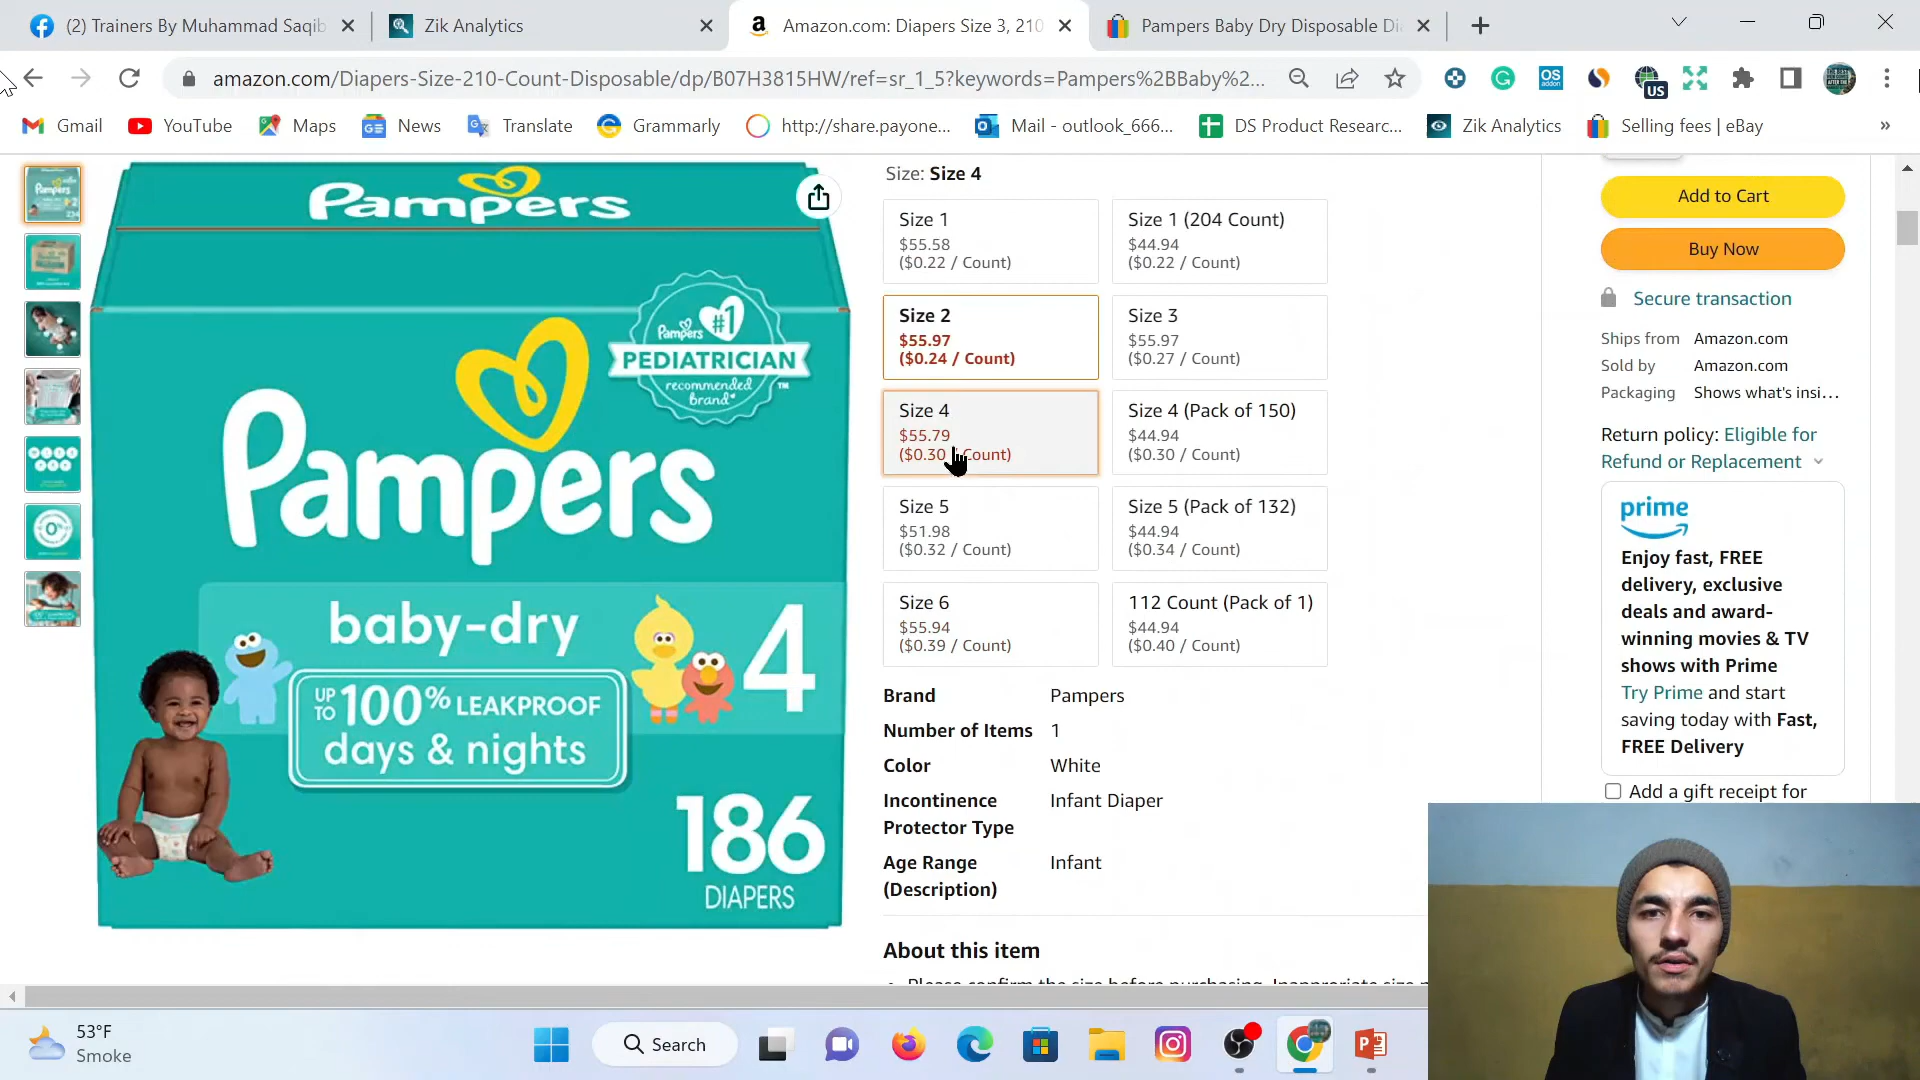 (2) Trainers By Muhammad Saqib
Zik Analytics
Amazon.com: Diapers Size 3, 210
Pampers Baby Dry Disposable Di
amazon.com/Diapers-Size-210-Count-Disposable/dp/B07H3815HW/ref=sr_1_5?keywords=Pampers%2BBaby%2...
OS
addon
US
Gmail
YouTube
Maps
News
Translate
Grammarly
http://share.payone...
Mail - outlook_666...
DS Product Researc...
Zik Analytics
Selling fees | eBay
»
Pampers
Pampers
#1
PEDIATRICIAN
recommended
brand*
TM
Pampers
baby-dry
4
UP TO 100% LEAKPROOF
days & nights
186
DIAPERS
Size: Size 4
Size 1
$55.58
($0.22 / Count)
Size 1 (204 Count)
$44.94
($0.22 / Count)
Size 2
$55.97
($0.24 / Count)
Size 3
$55.97
($0.27 / Count)
Size 4
$55.79
($0.30 / Count)
Size 4 (Pack of 150)
$44.94
($0.30 / Count)
Size 5
$51.98
($0.32 / Count)
Size 5 (Pack of 132)
$44.94
($0.34 / Count)
Size 6
$55.94
($0.39 / Count)
112 Count (Pack of 1)
$44.94
($0.40 / Count)
Brand Pampers
Number of Items 1
Color White
Incontinence Infant Diaper
Protector Type
Age Range Infant
(Description)
About this item
Please confirm the size before purchasing. Inappropriate size
Add to Cart
Buy Now
Secure transaction
Ships from Amazon.com
Sold by Amazon.com
Packaging Shows what's insi...
Return policy: Eligible for
Refund or Replacement
prime
Enjoy fast, FREE
delivery, exclusive
deals and award-
winning movies & TV
shows with Prime
Try Prime and start
saving today with Fast,
FREE Delivery
Add a gift receipt for
53°F
Smoke
Search